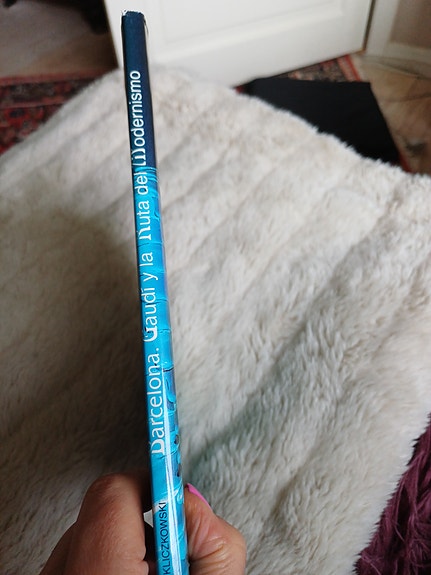 Barcelona. Gaudí y la Ruta del Modernismo
KLICZKOWSKI